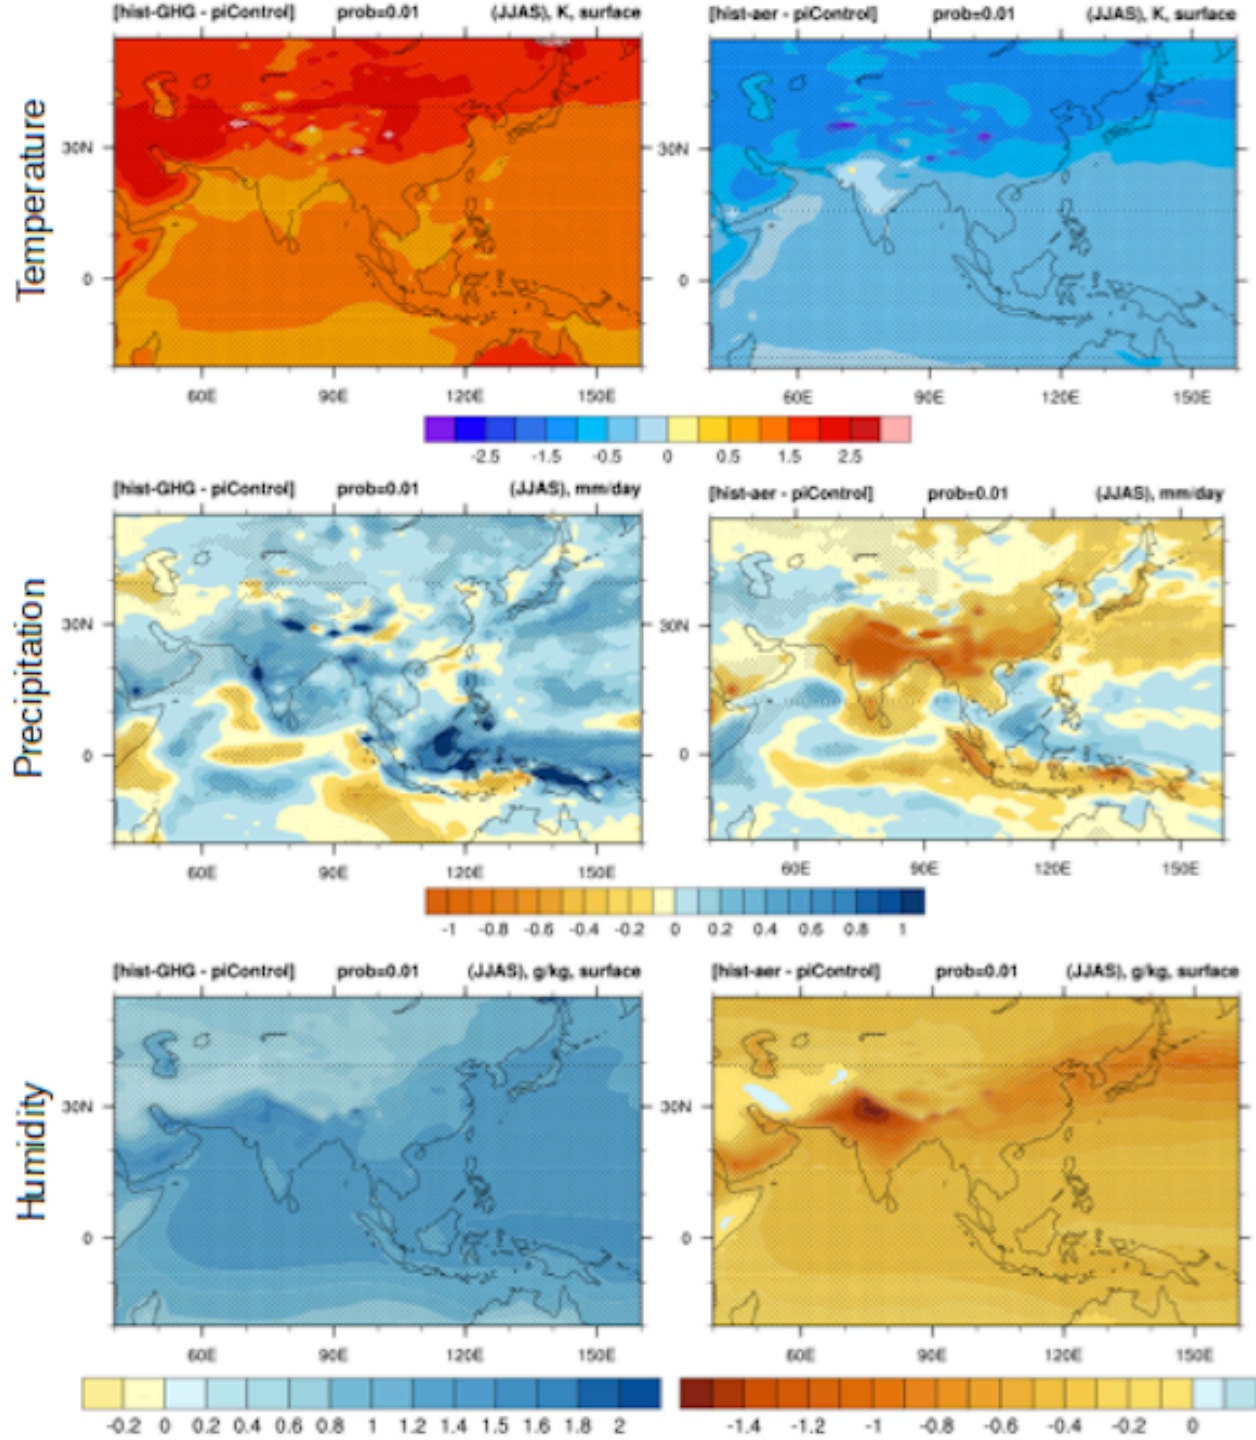 [hist-GHG - piControl] prob=0.01 (JJAS), K, surface
[hist-aer - piControl] prob=0.01 (JJAS), K, surface
Temperature
30N
0
60E 90E 120E 150E
30N
0
60E 90E 120E 150E
-2.5 -1.5 -0.5 0 0.5 1.5 2.5
[hist-GHG - piControl] prob=0.01 (JJAS), mm/day
[hist-aer - piControl] prob=0.01 (JJAS), mm/day
Precipitation
30N
0
60E 90E 120E 150E
30N
0
60E 90E 120E 150E
-1 -0.8 -0.6 -0.4 -0.2 0 0.2 0.4 0.6 0.8 1
[hist-GHG - piControl] prob=0.01 (JJAS), g/kg, surface
[hist-aer - piControl] prob=0.01 (JJAS), g/kg, surface
Humidity
30N
0
60E 90E 120E 150E
30N
0
60E 90E 120E 150E
-0.2 0 0.2 0.4 0.6 0.8 1 1.2 1.4 1.5 1.6 1.8 2
-1.4 -1.2 -1 -0.8 -0.6 -0.4 -0.2 0